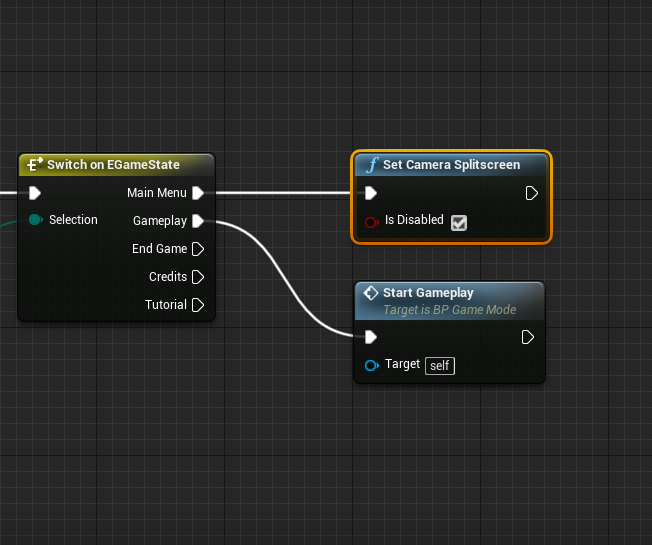 Switch on EGameState
Main Menu
Selection
Gameplay
End Game
Credits
Tutorial
Set Camera Splitscreen
Is Disabled
Start Gameplay
Target is BP Game Mode
Target self